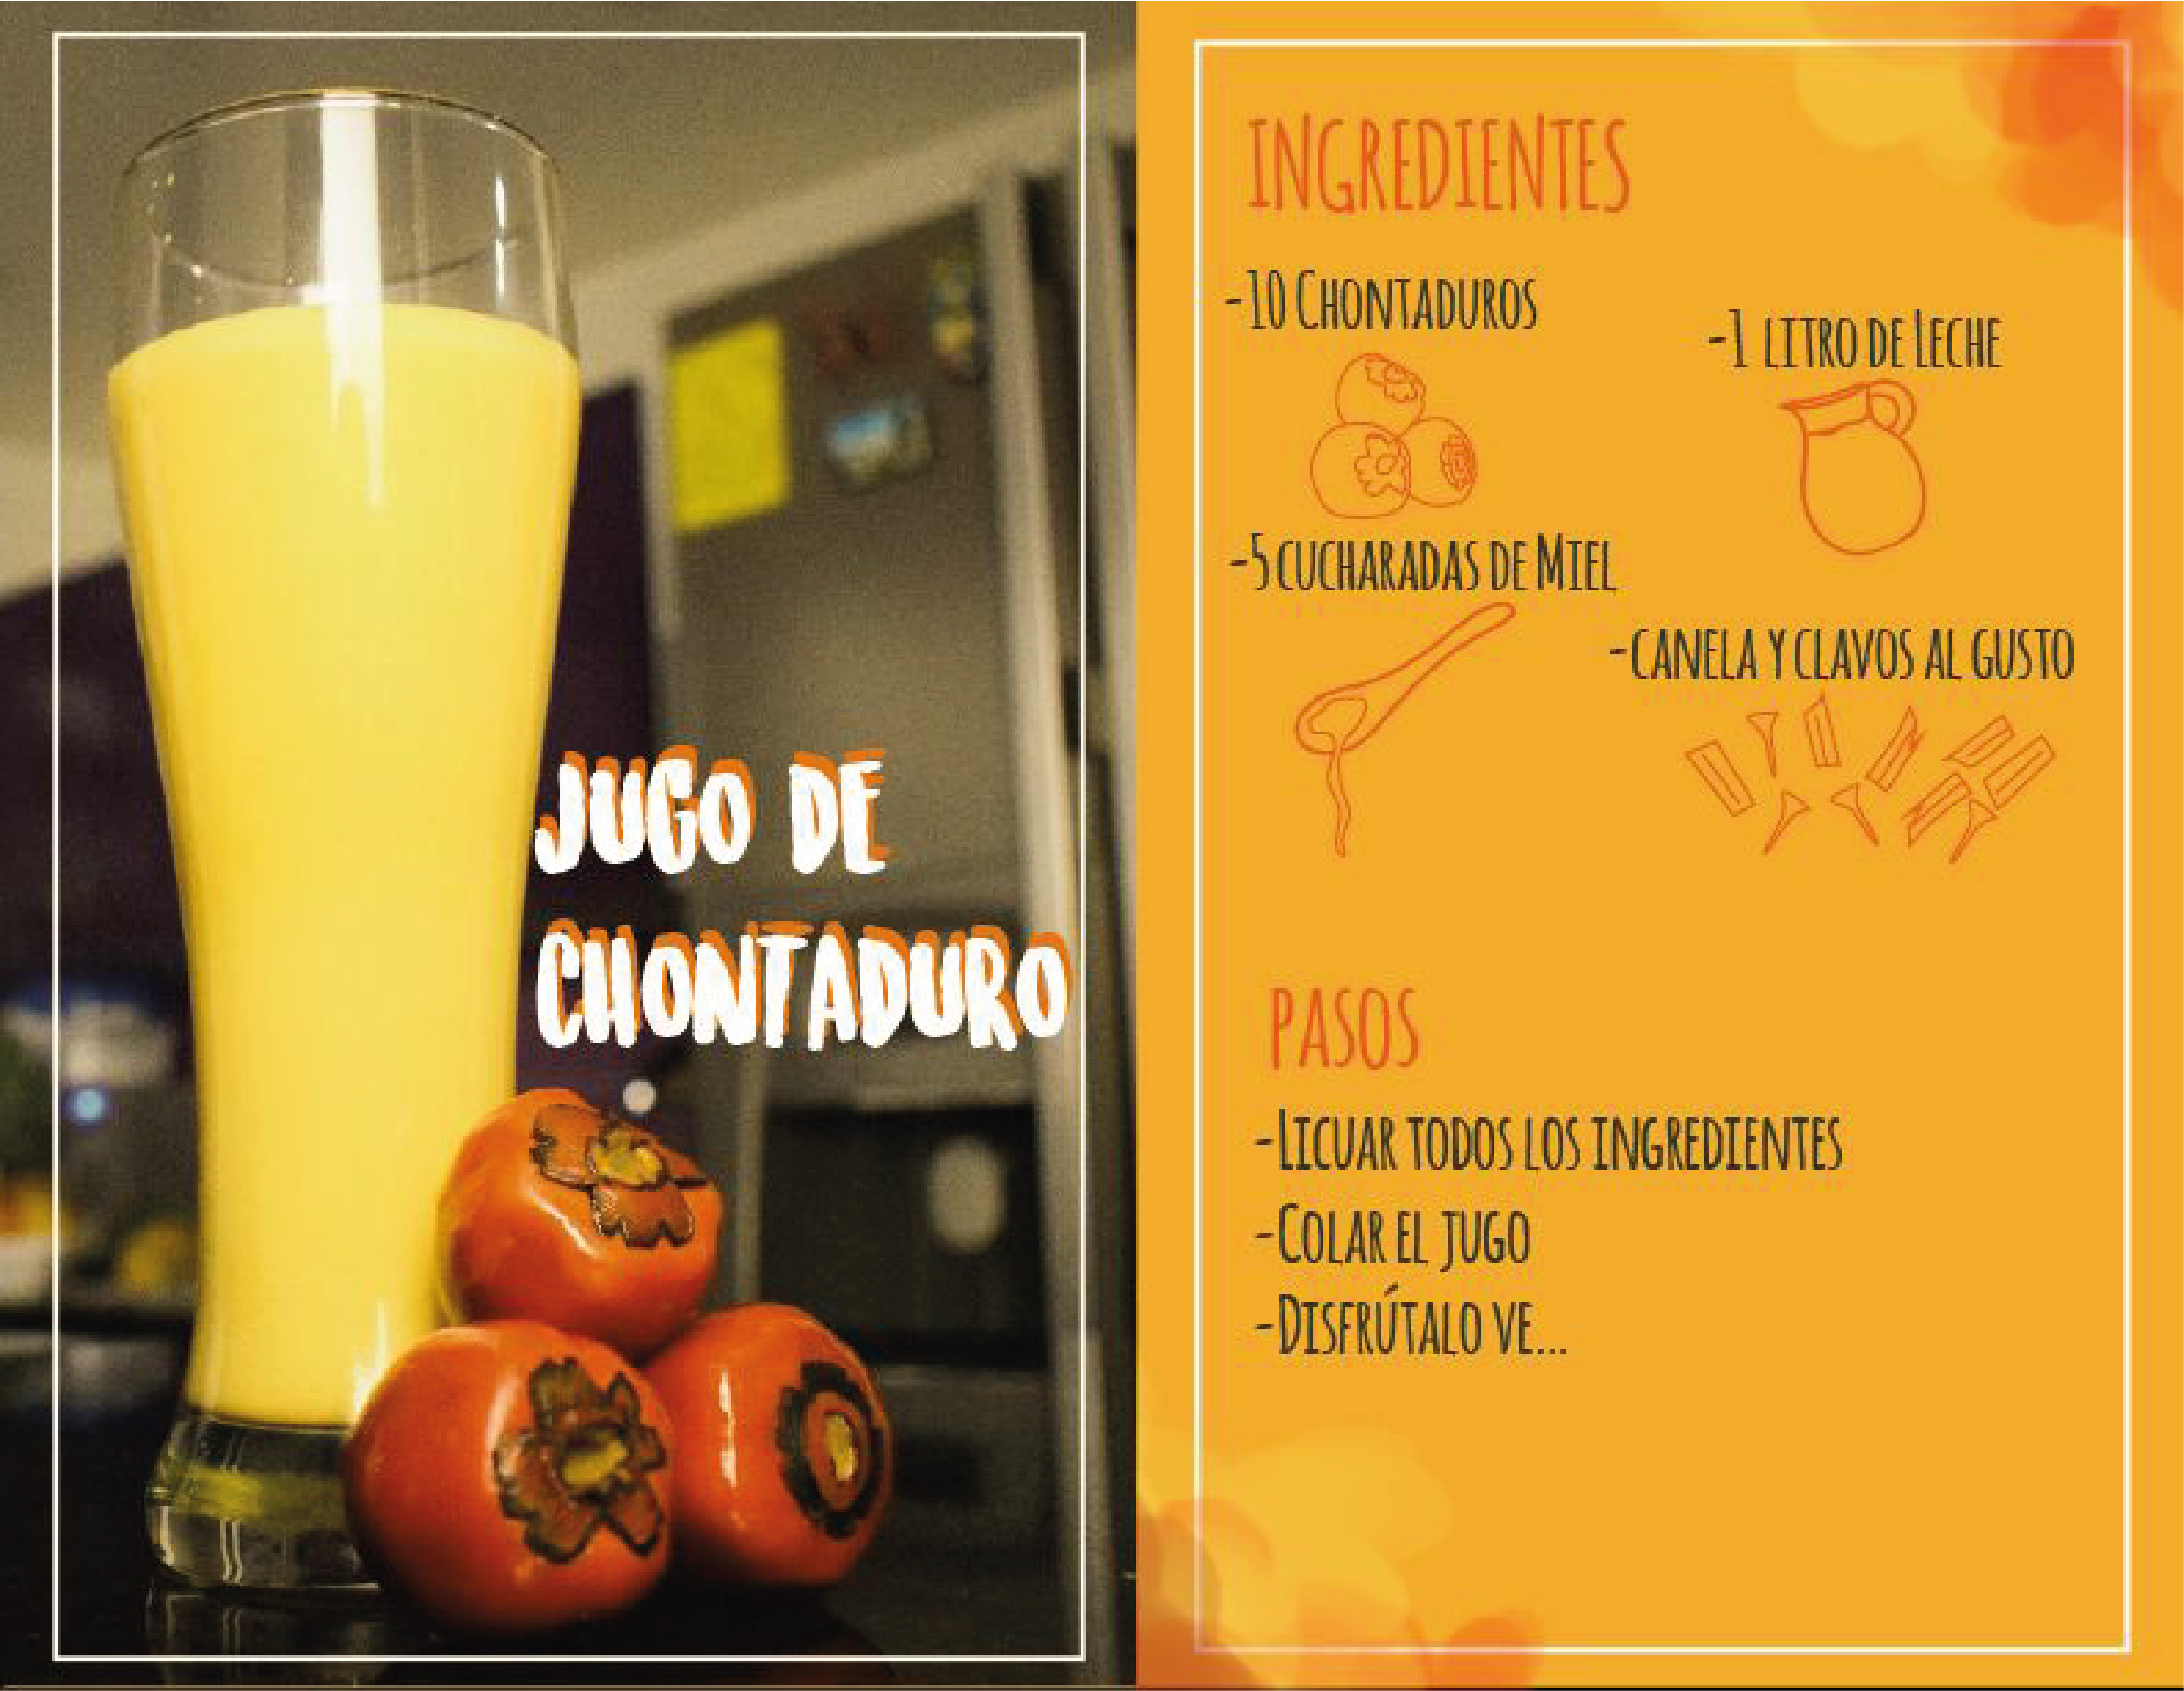 JUGO DE
CHONTADURO
INGREDIENTES
-10 CHONTADUROS
-1 LITRO DE LECHE
-5 CUCHARADAS DE MIEL
-CANELA Y CLAVOS AL GUSTO
PASOS
-LICUAR TODOS LOS INGREDIENTES
-COLAR EL JUGO
-DISFRÚTALO VE...